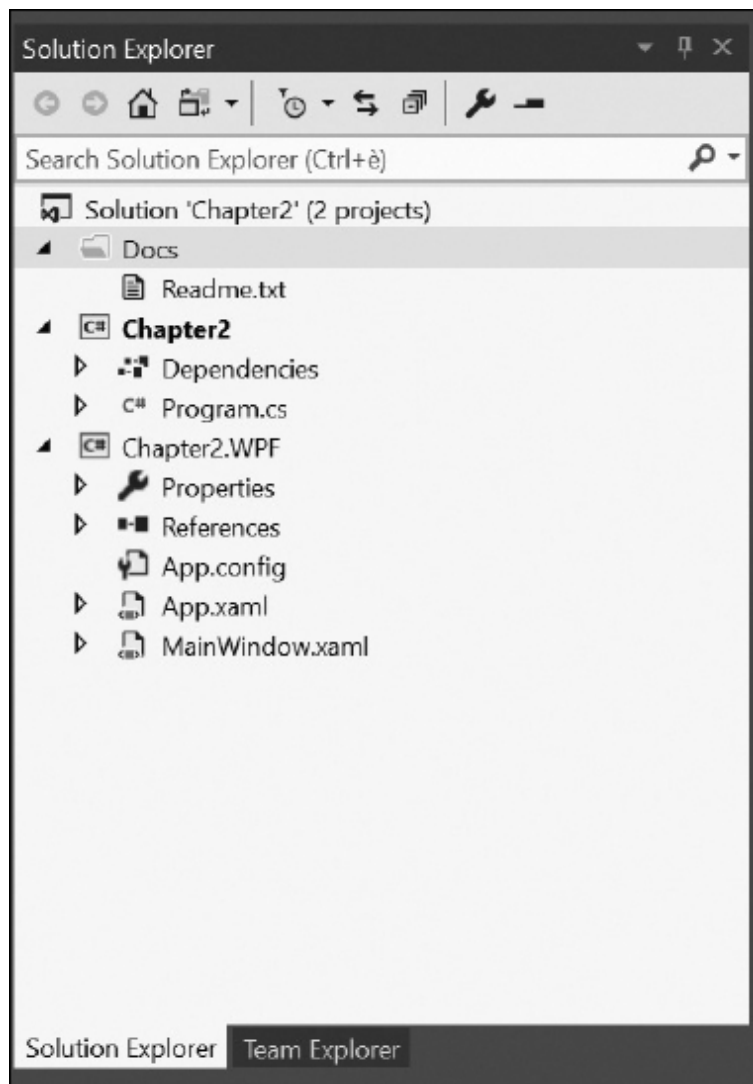 Solution Explorer
Search Solution Explorer (Ctrl+è)
Solution 'Chapter2' (2 projects)
Docs
Readme.txt
C# Chapter2
Dependencies
C# Program.cs
C# Chapter2.WPF
Properties
References
App.config
App.xaml
MainWindow.xaml
Solution Explorer Team Explorer